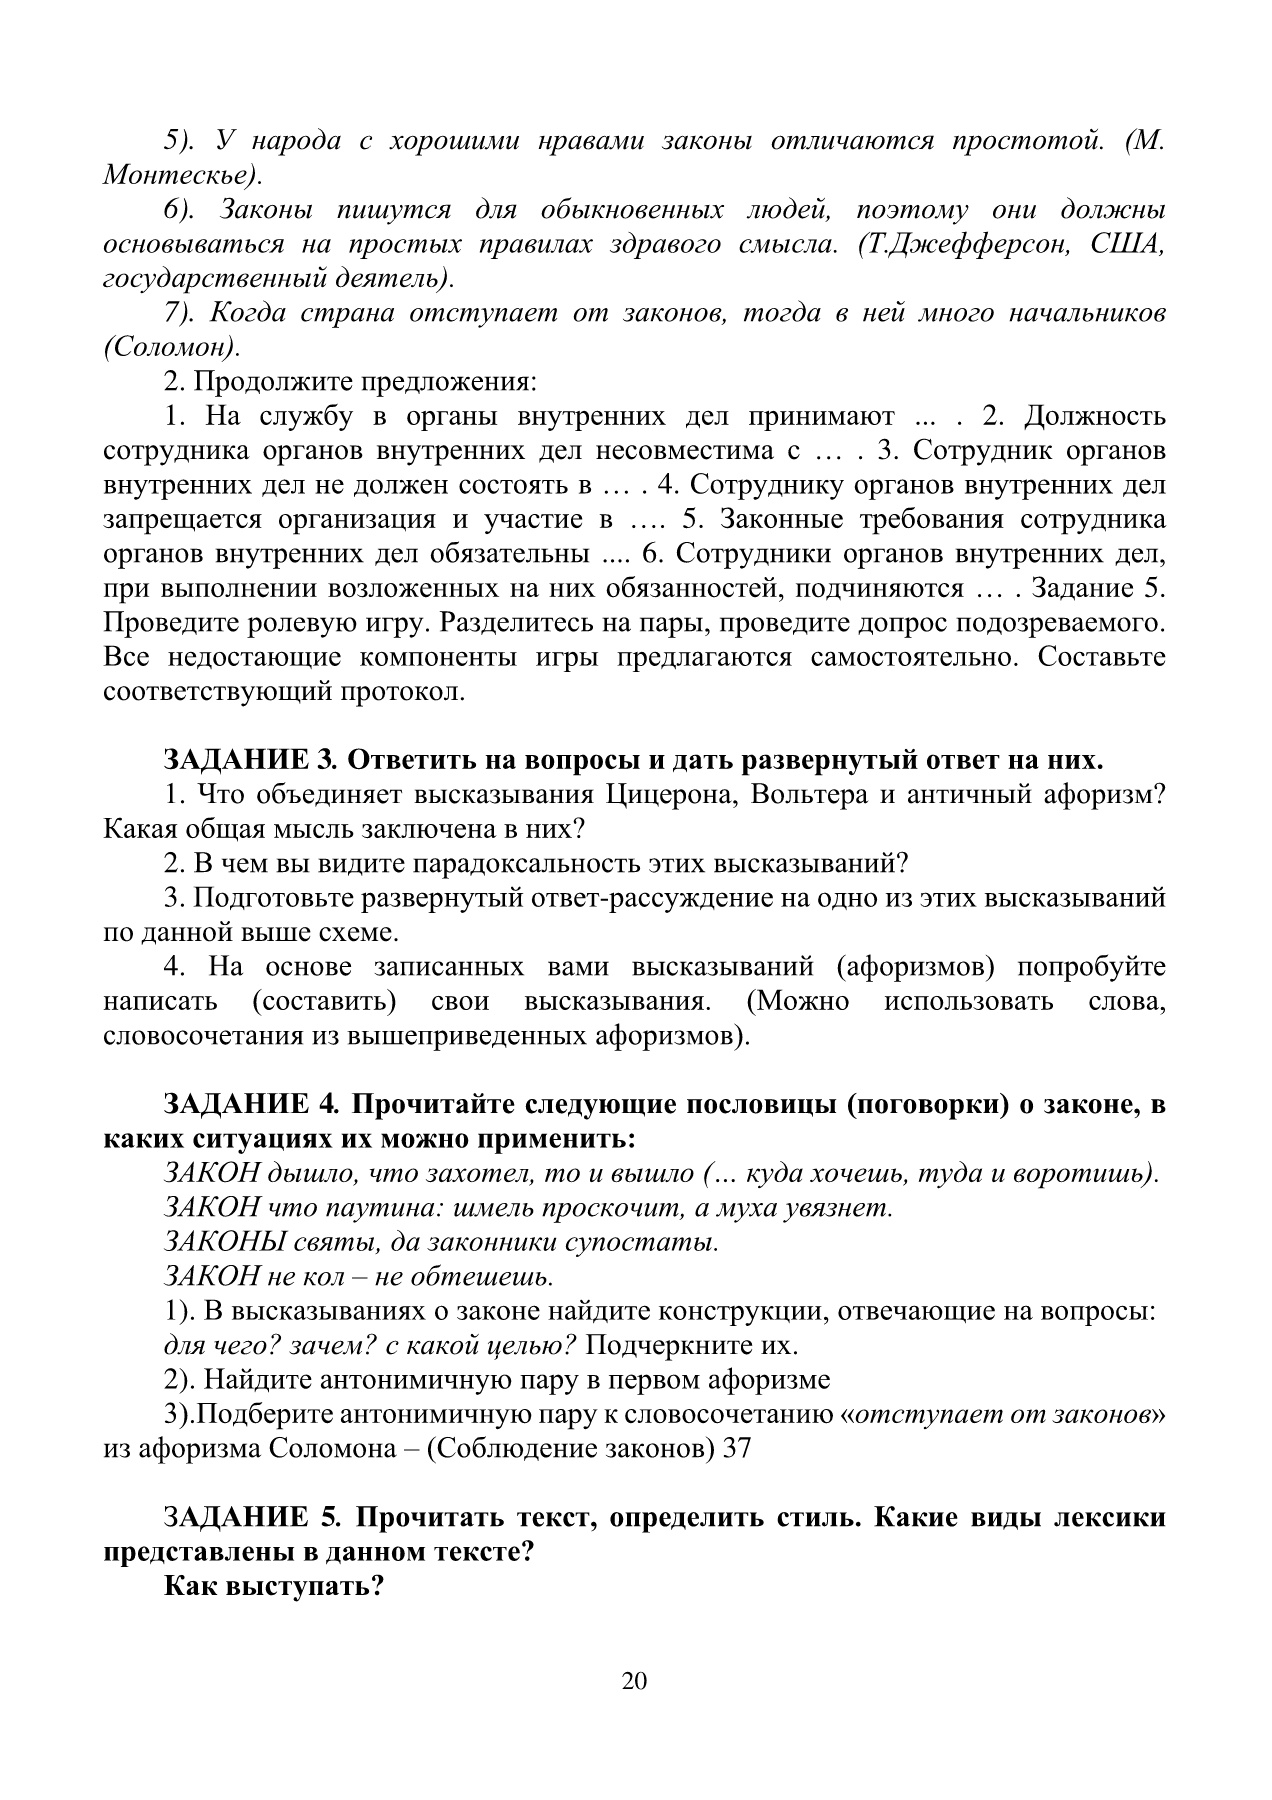 5). У народа с хорошими нравами законы отличаются простотой. (М.
Монтескье).
6). Законы пишутся для обыкновенных людей, поэтому они должны
основываться на простых правилах здравого смысла. (Т.Джефферсон, США,
государственный деятель).
7). Когда страна отступает от законов, тогда в ней много начальников
(Соломон).
2. Продолжите предложения:
1. На службу в органы внутренних дел принимают ... . 2. Должность
сотрудника органов внутренних дел несовместима с … . 3. Сотрудник органов
внутренних дел не должен состоять в … . 4. Сотруднику органов внутренних дел
запрещается организация и участие в …. 5. Законные требования сотрудника
органов внутренних дел обязательны .... 6. Сотрудники органов внутренних дел,
при выполнении возложенных на них обязанностей, подчиняются … . Задание 5.
Проведите ролевую игру. Разделитесь на пары, проведите допрос подозреваемого.
Все недостающие компоненты игры предлагаются самостоятельно. Составьте
соответствующий протокол.
ЗАДАНИЕ 3. Ответить на вопросы и дать развернутый ответ на них.
1. Что объединяет высказывания Цицерона, Вольтера и античный афоризм?
Какая общая мысль заключена в них?
2. В чем вы видите парадоксальность этих высказываний?
3. Подготовьте развернутый ответ-рассуждение на одно из этих высказываний
по данной выше схеме.
4. На основе записанных вами высказываний (афоризмов) попробуйте
написать (составить) свои высказывания. (Можно использовать слова,
словосочетания из вышеприведенных афоризмов).
ЗАДАНИЕ 4. Прочитайте следующие пословицы (поговорки) о законе, в
каких ситуациях их можно применить:
ЗАКОН дышло, что захотел, то и вышло (… куда хочешь, туда и воротишь).
ЗАКОН что паутина: шмель проскочит, а муха увязнет.
ЗАКОНЫ святы, да законники супостаты.
ЗАКОН не кол – не обтешешь.
1). В высказываниях о законе найдите конструкции, отвечающие на вопросы:
для чего? зачем? с какой целью? Подчеркните их.
2). Найдите антонимичную пару в первом афоризме
3).Подберите антонимичную пару к словосочетанию «отступает от законов»
из афоризма Соломона – (Соблюдение законов) 37
ЗАДАНИЕ 5. Прочитать текст, определить стиль. Какие виды лексики
представлены в данном тексте?
Как выступать?
20